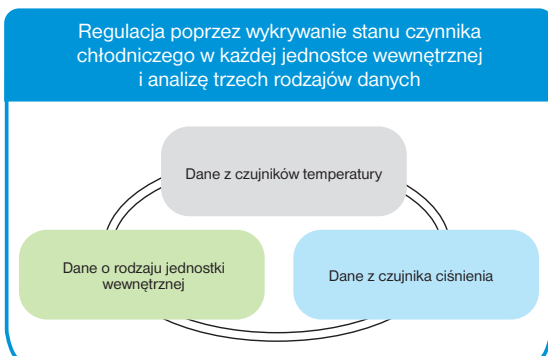 Regulacja poprzez wykrywanie stanu czynnika
chłodniczego w każdej jednostce wewnętrznej
i analizę trzech rodzajów danych
Dane z czujników temperatury
Dane o rodzaju jednostki
wewnętrznej
Dane z czujnika ciśnienia